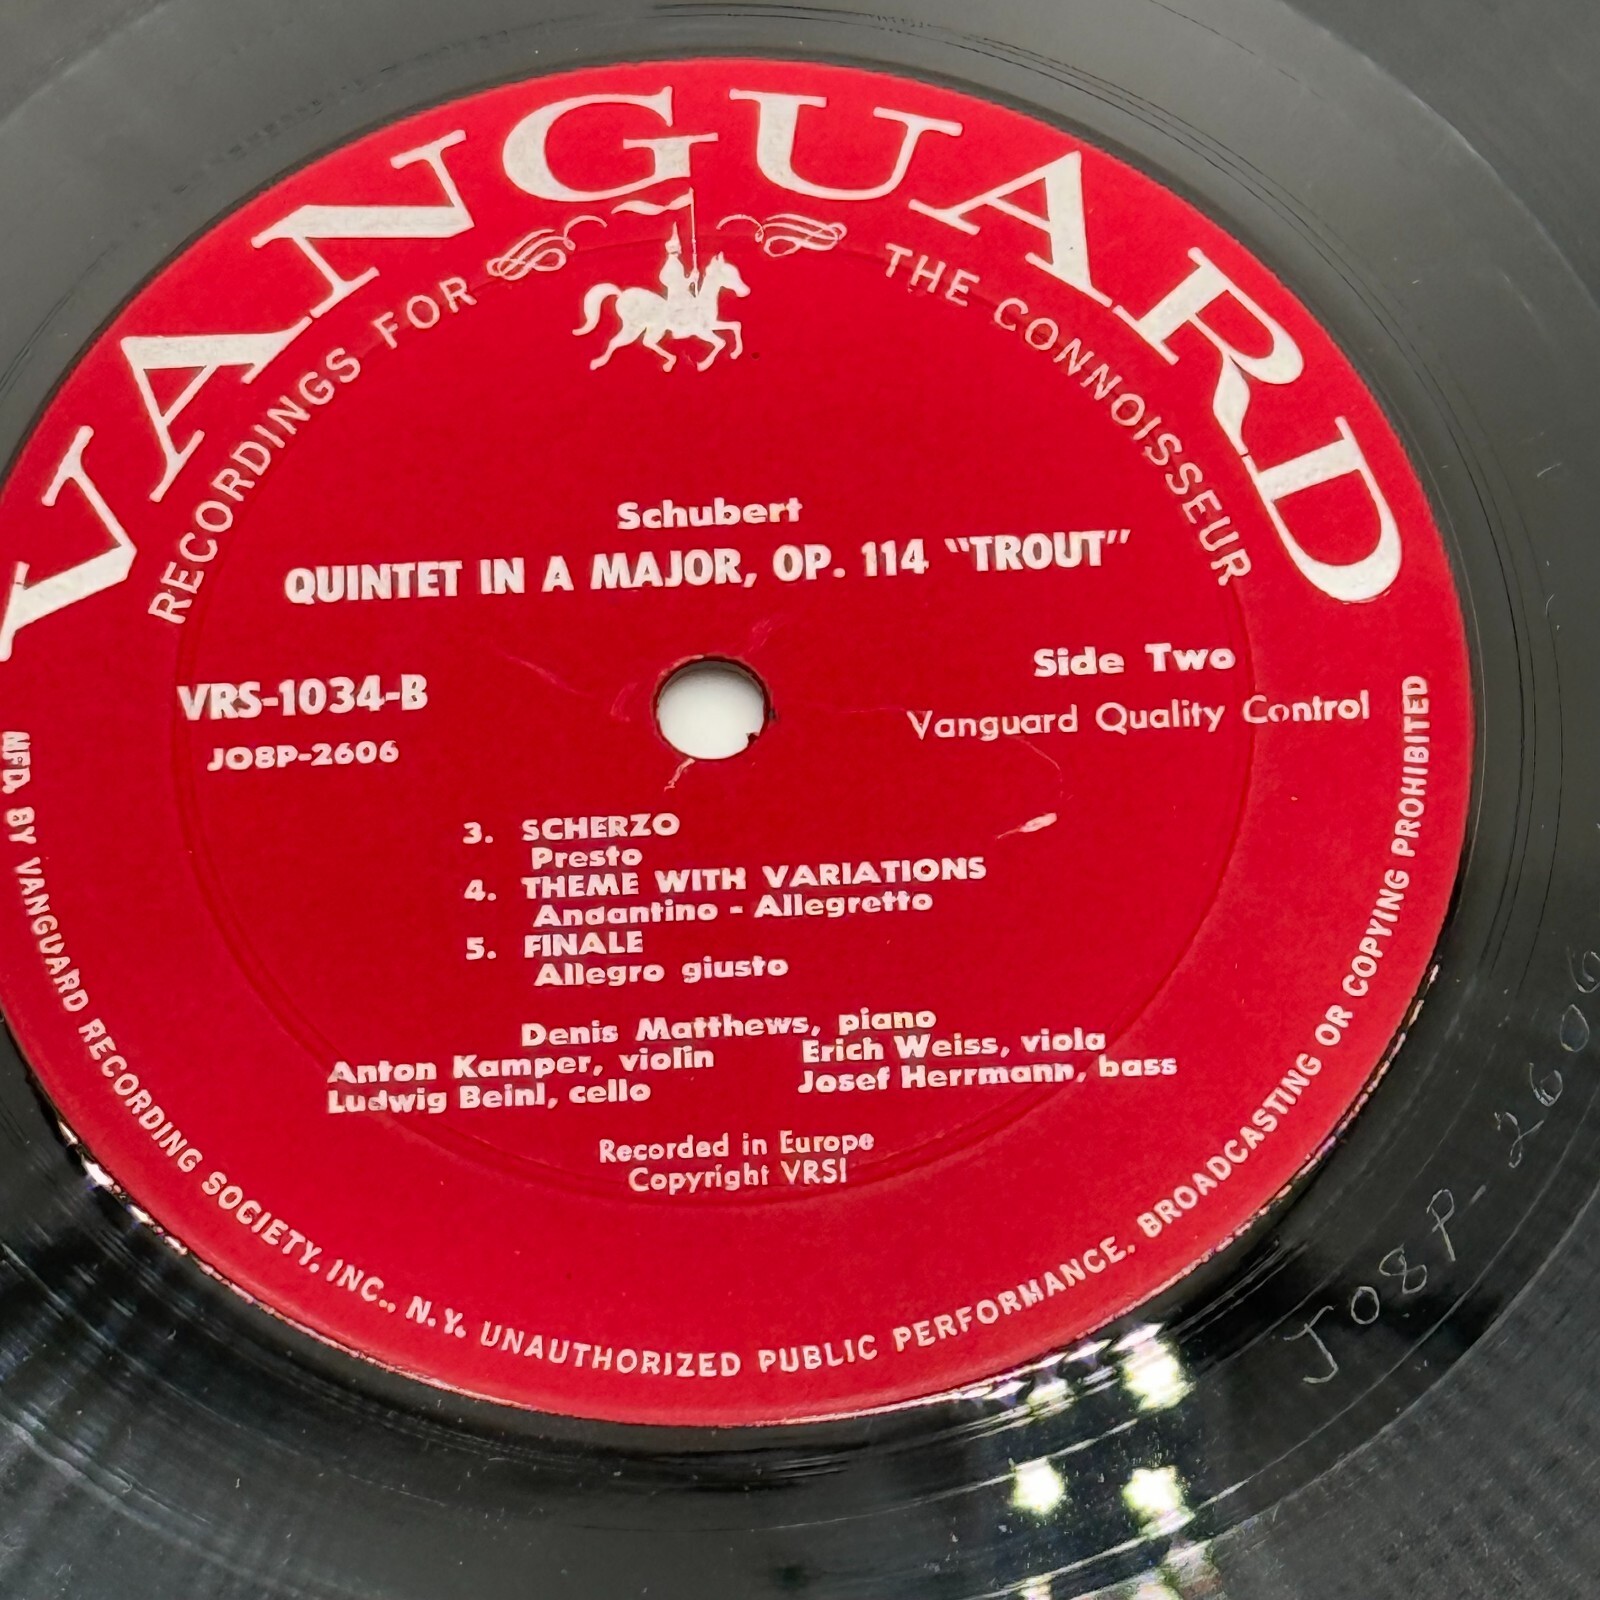 VANGUARD
RECORDINGS FOR THE CONNOISSEUR
Schubert
QUINTET IN A MAJOR, OP. 114 "TROUT"
VRS-1034-B
JO8P-2606
Side Two
Vanguard Quality Control
3. SCHERZO
Presto
4. THEME WITH VARIATIONS
Andantino - Allegretto
5. FINALE
Allegro giusto
Denis Matthews, piano
Anton Kamper, violin Erich Weiss, viola
Ludwig Beinl, cello Josef Herrmann, bass
Recorded in Europe
Copyright VRSI
MFD. BY VANGUARD RECORDING SOCIETY, INC., N.Y. UNAUTHORIZED PUBLIC PERFORMANCE, BROADCASTING OR COPYING PROHIBITED
J08P-2606